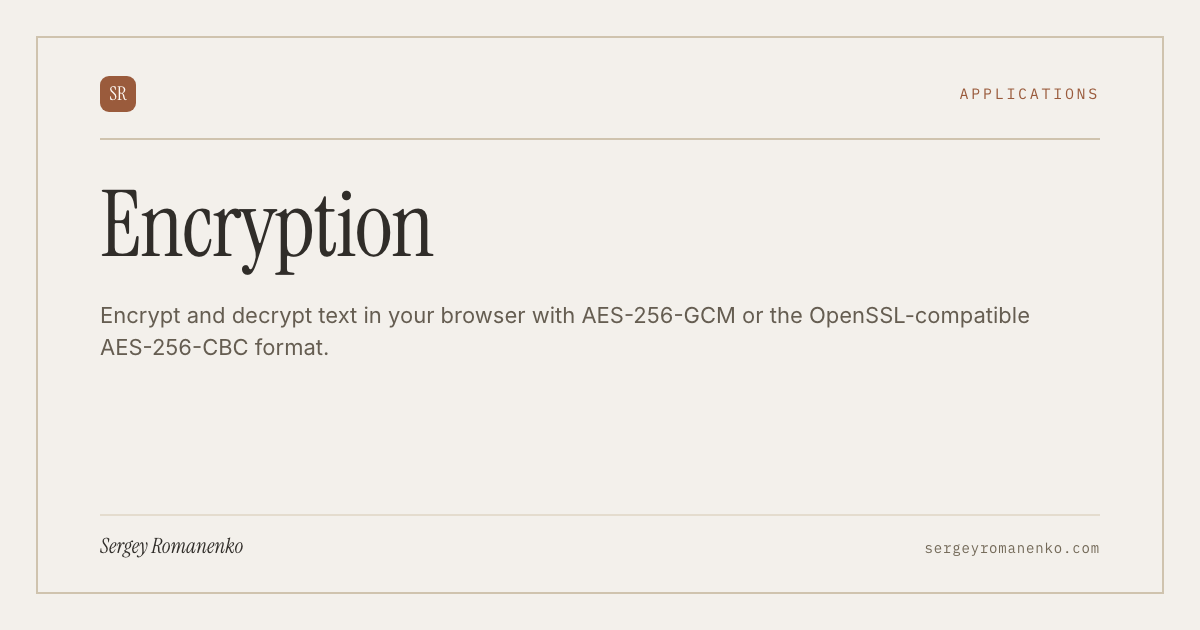 SR
APPLICATIONS
Encryption
Encrypt and decrypt text in your browser with AES-256-GCM or the OpenSSL-compatible
AES-256-CBC format.
Sergey Romanenko
sergeyromanenko.com